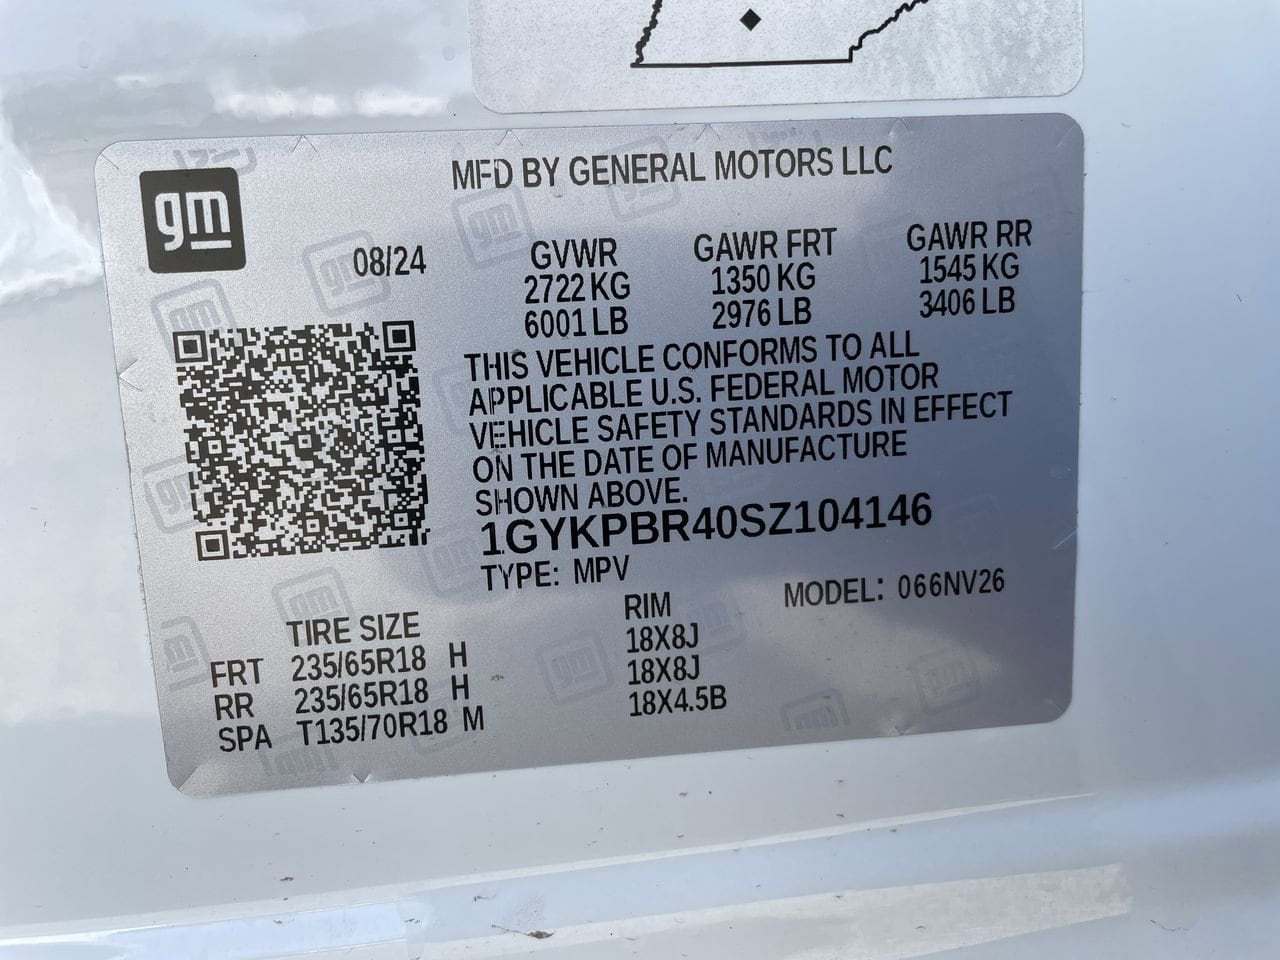 gm
MFD BY GENERAL MOTORS LLC
08/24
GVWR GAWR FRT GAWR RR
2722 KG 1350 KG 1545 KG
6001 LB 2976 LB 3406 LB
THIS VEHICLE CONFORMS TO ALL
APPLICABLE U.S. FEDERAL MOTOR
VEHICLE SAFETY STANDARDS IN EFFECT
ON THE DATE OF MANUFACTURE
SHOWN ABOVE.
1GYKPBR40SZ104146
TYPE: MPV MODEL: 066NV26
TIRE SIZE RIM
FRT 235/65R18 H 18X8J
RR 235/65R18 H 18X8J
SPA T135/70R18 M 18X4.5B